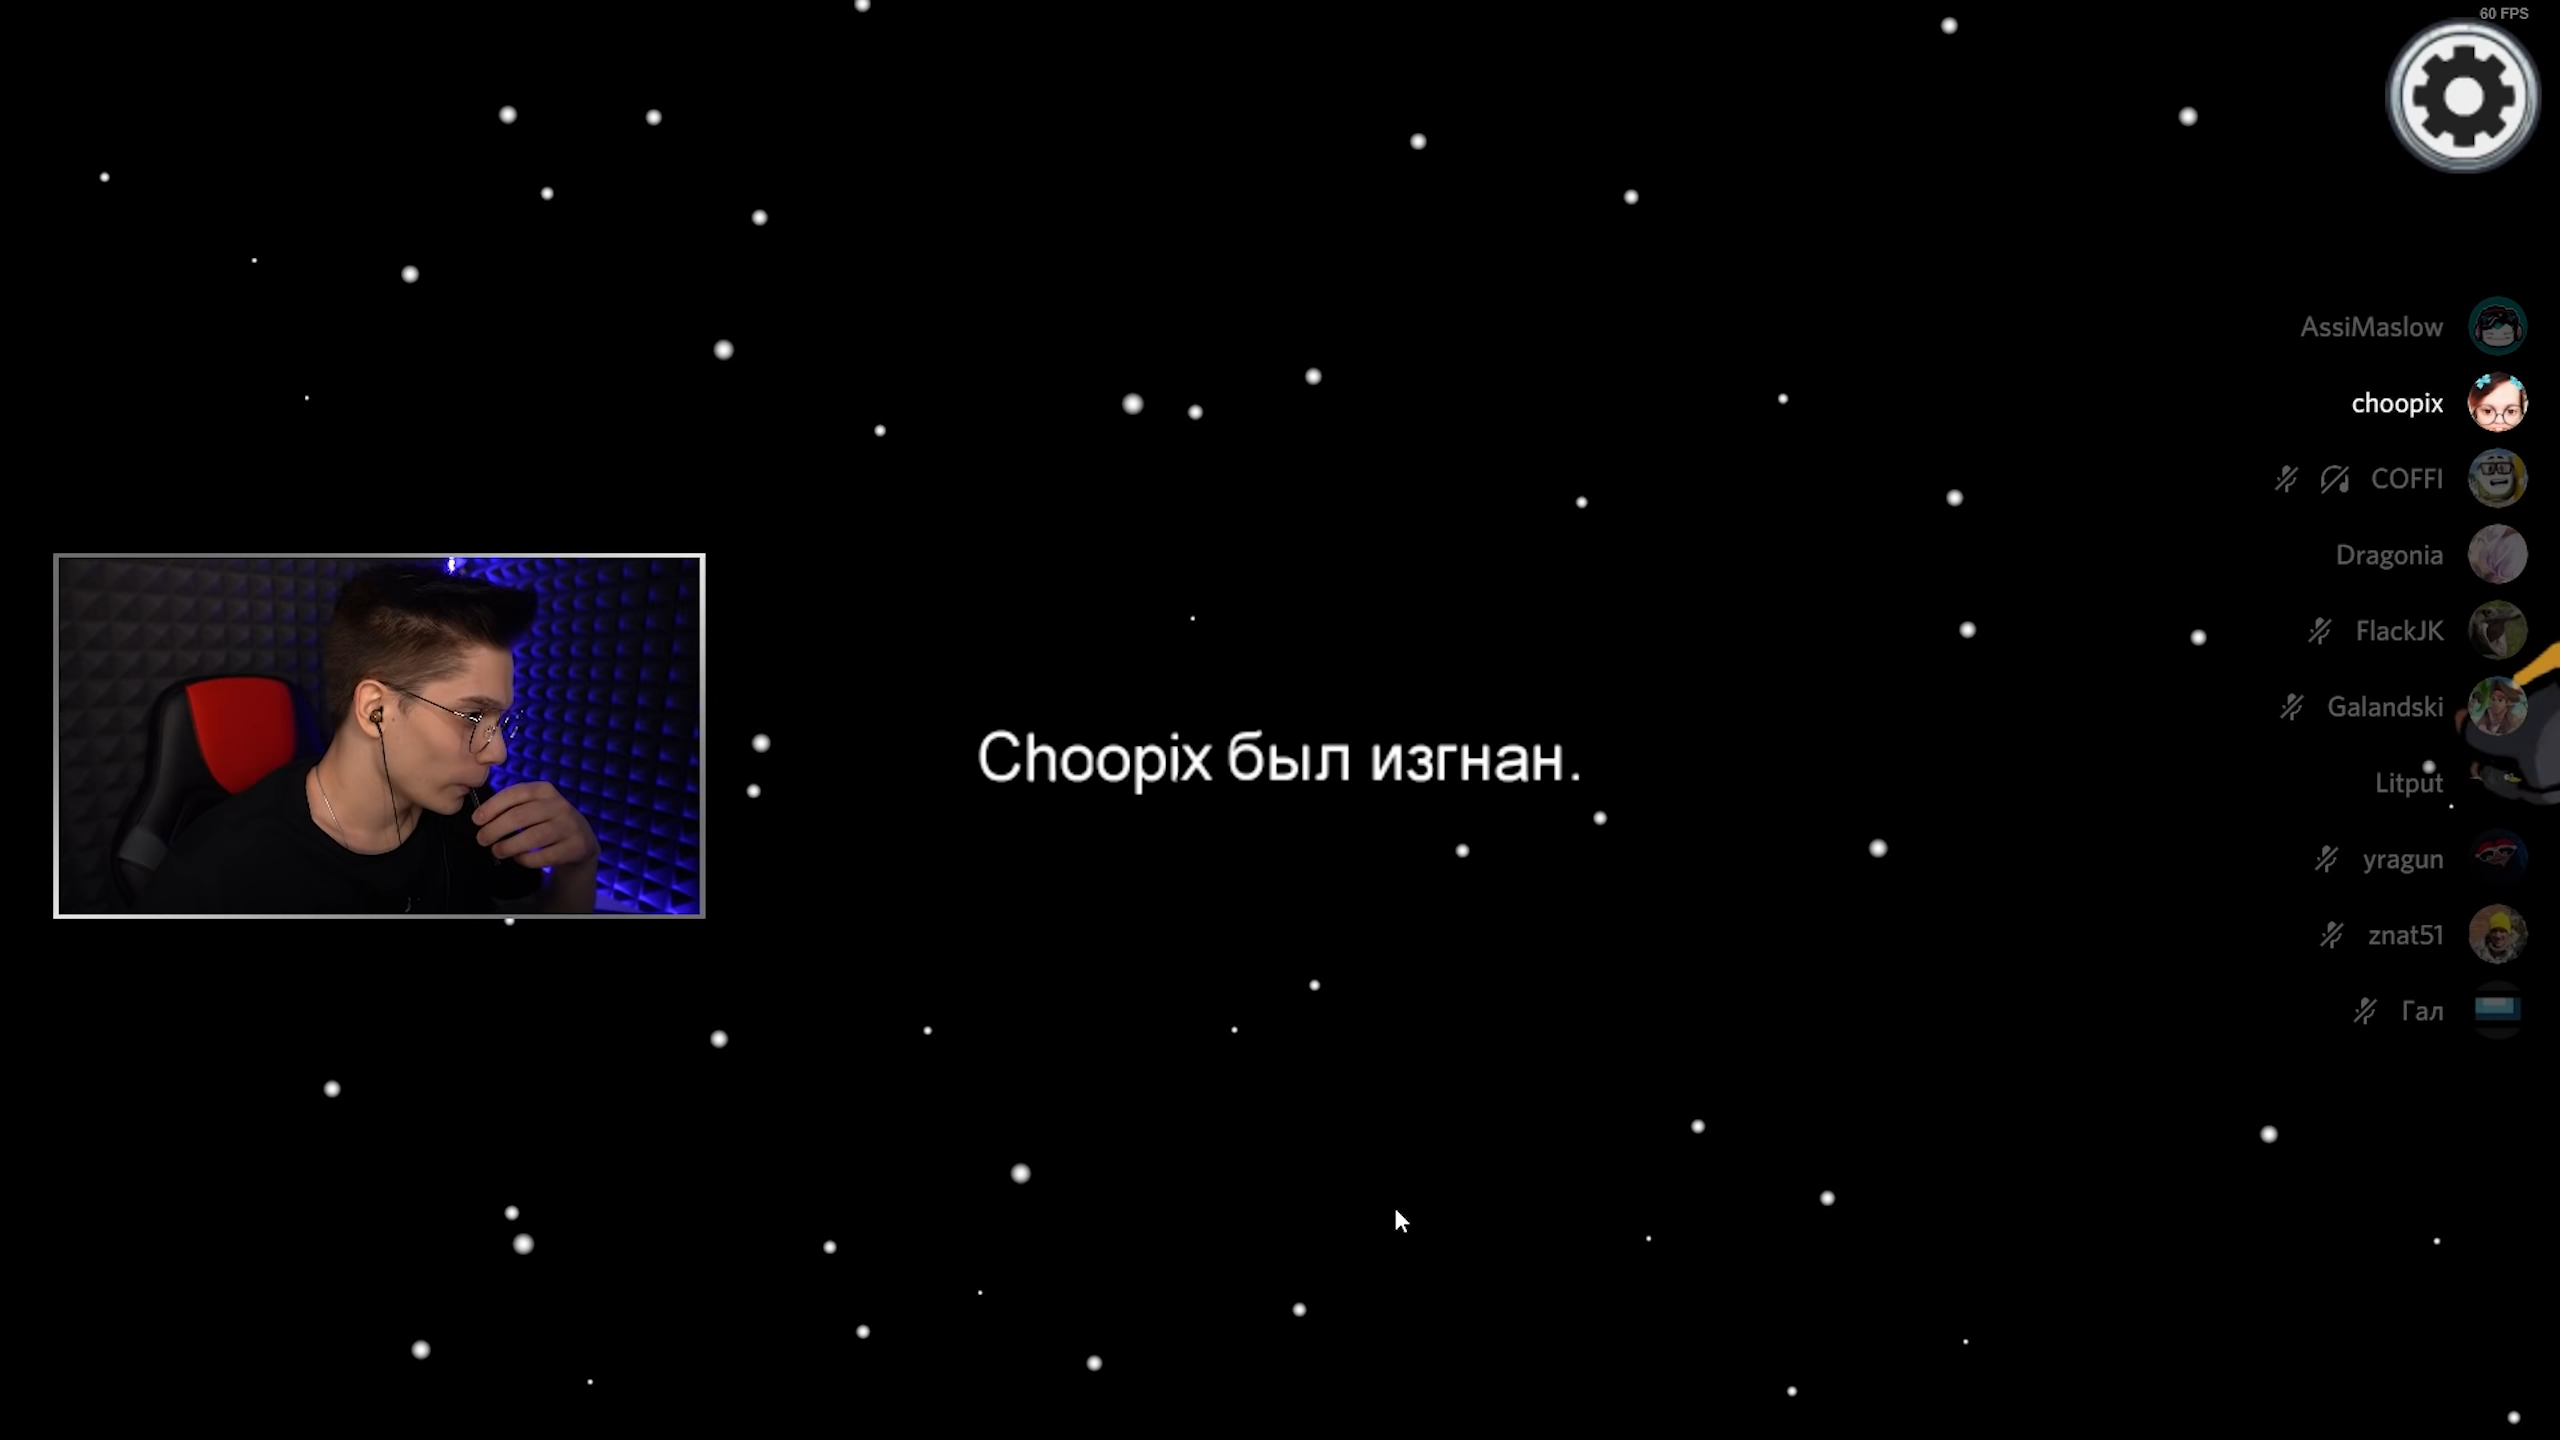 60 FPS
AssiMaslow
choopix
COFFI
Dragonia
FlackJK
Choopix был изгнан.
Galandski
Litput
yragun
znat51
Гал